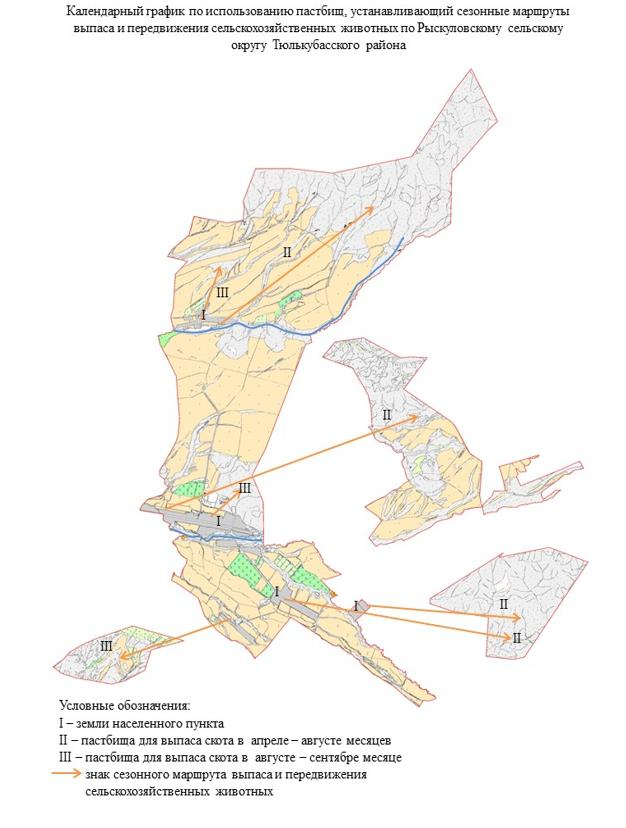 Календарный график по использованию пастбищ, устанавливающий сезонные маршруты
выпаса и передвижения сельскохозяйственных животных по Рыскуловскому сельскому
округу Тюлькубасского района
II
III
I
II
III
I
I
I
II
II
III
Условные обозначения:
I – земли населенного пункта
II – пастбища для выпаса скота в апреле – августе месяцев
III – пастбища для выпаса скота в августе – сентябре месяце
знак сезонного маршрута выпаса и передвижения
сельскохозяйственных животных